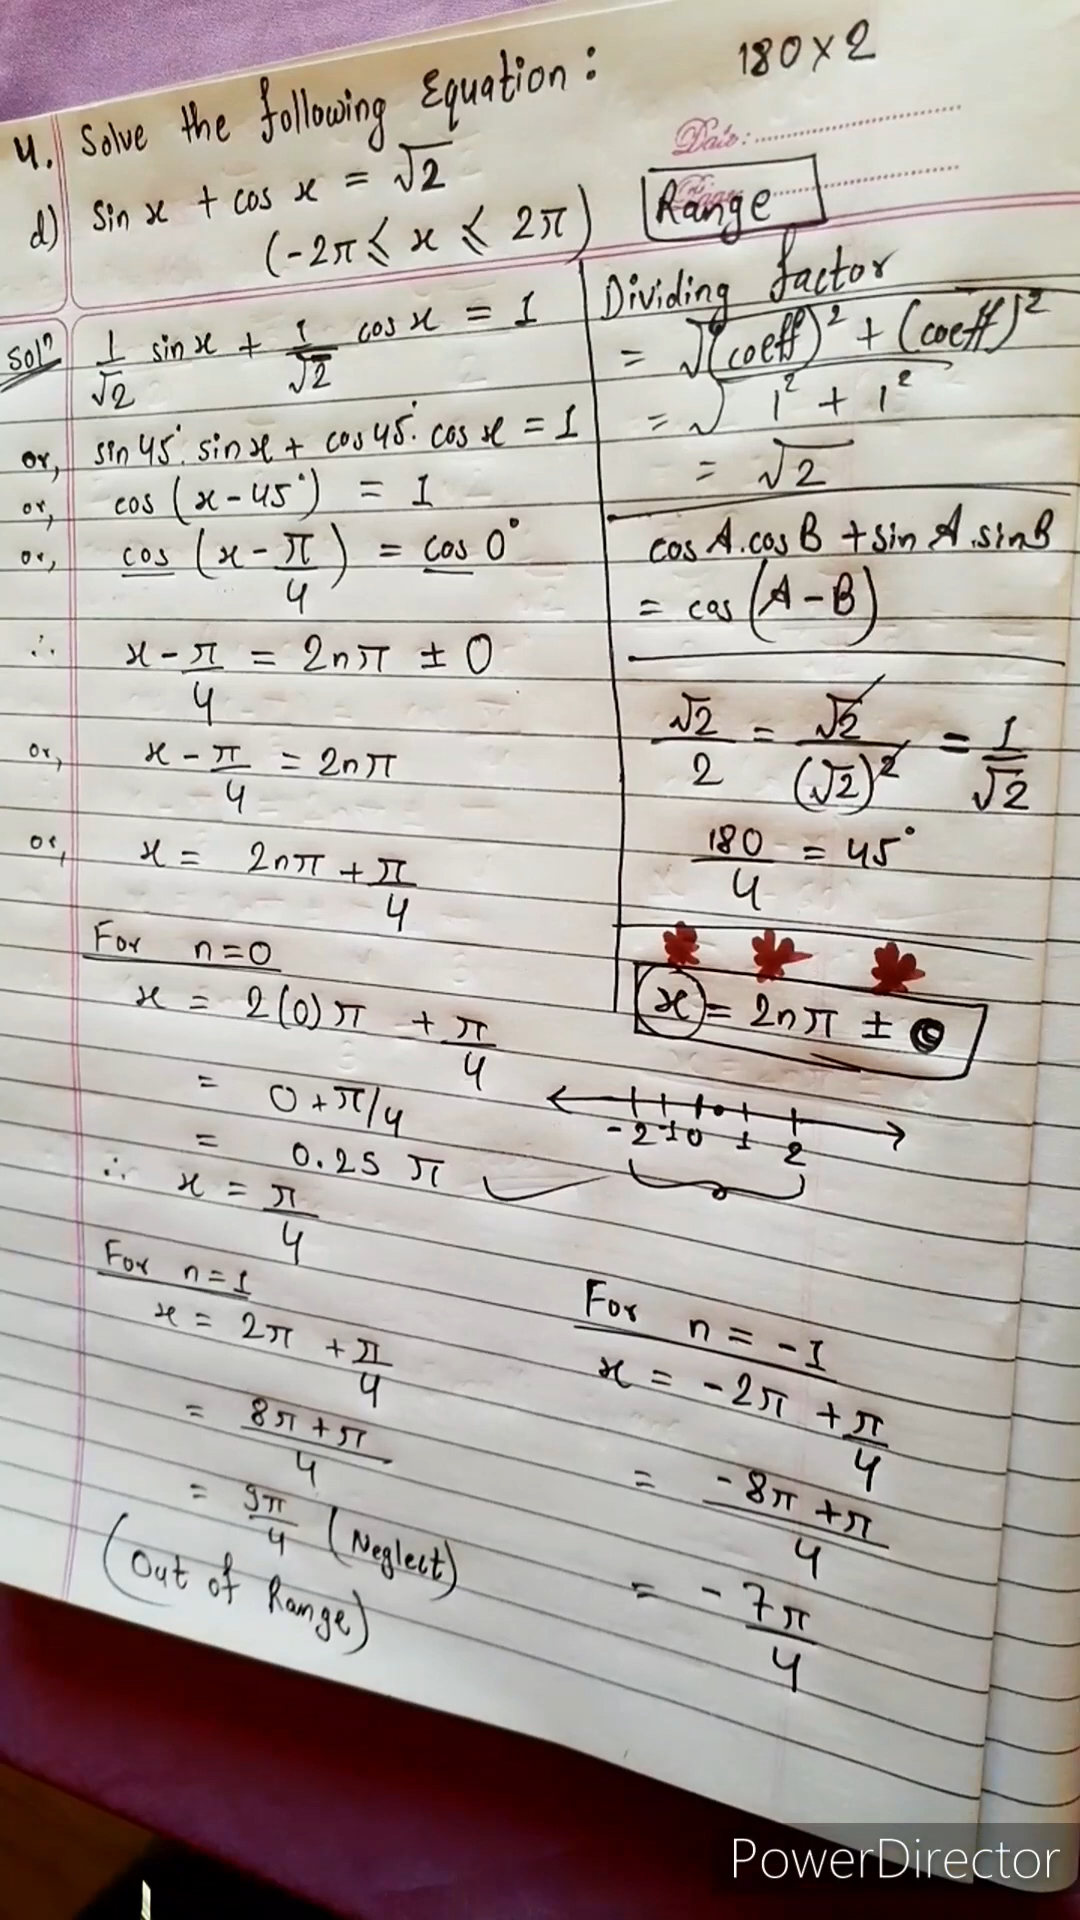 180×2
4. Solve the following Equation:
d) Sin x + cos x = √2
(-2π ≤ x ≤ 2π)
Date:
Range
Solⁿ 1/√2 sin x + 1/√2 cos x = 1
or, sin45°. sin x + cos45°. cos x = 1
or, cos (x - 45°) = 1
or, cos (x - π/4) = cos 0°
∴ x - π/4 = 2nπ ± 0
or, x - π/4 = 2nπ
or, x = 2nπ + π/4
Dividing factor
= √(coeff)² + (coeff)²
= √1² + 1²
= √2
cos A.cos B + sin A.sin B
= cos (A - B)
√2/2 = √2/(√2)² = 1/√2
180/4 = 45°
x = 2nπ ±
For n=0
x = 2(0)π + π/4
= 0 + π/4
= 0.25 π
∴ x = π/4
-2 -1 0 1 2
For n=1
x = 2π + π/4
= 8π + π/4
= 9π/4 (Neglect)
(Out of Range)
For n = -1
x = -2π + π/4
= -8π + π/4
= -7π/4
PowerDirector